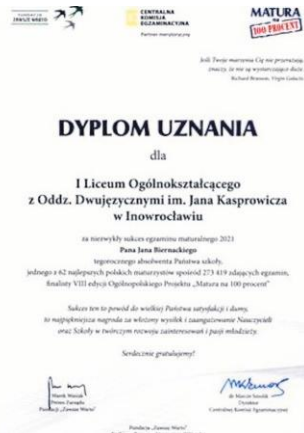 ZAWSZE WARTO
CENTRALNA
KOMISJA
EGZAMINACYJNA
Partner merytoryczny
MATURA
NA
100 PROCENT
Jeśli Twoje marzenia Cię nie przerażają,
znaczy, że nie są wystarczająco duże.
Richard Branson, Virgin Galactic
DYPLOM UZNANIA
dla
I Liceum Ogólnokształcącego
z Oddz. Dwujęzycznymi im. Jana Kasprowicza
w Inowrocławiu
za niezwykły sukces egzaminu maturalnego 2021
Pana Jana Biernackiego
tegorocznego absolwenta Państwa szkoły,
jednego z 62 najlepszych polskich maturzystów spośród 273 419 zdających egzamin,
finalisty VIII edycji Ogólnopolskiego Projektu „Matura na 100 procent”
Sukces ten to powód do wielkiej Państwa satysfakcji i dumy,
to najpiękniejsza nagroda za włożony wysiłek i zaangażowanie Nauczycieli
oraz Szkoły w twórczym rozwoju zainteresowań i pasji młodzieży.
Serdecznie gratulujemy!
Marek
Prezes Zarządu
Fundacji „Zawsze Warto”
dr Marcin Smolik
Dyrektor
Centralnej Komisji Egzaminacyjnej
Fundacja „Zawsze Warto”